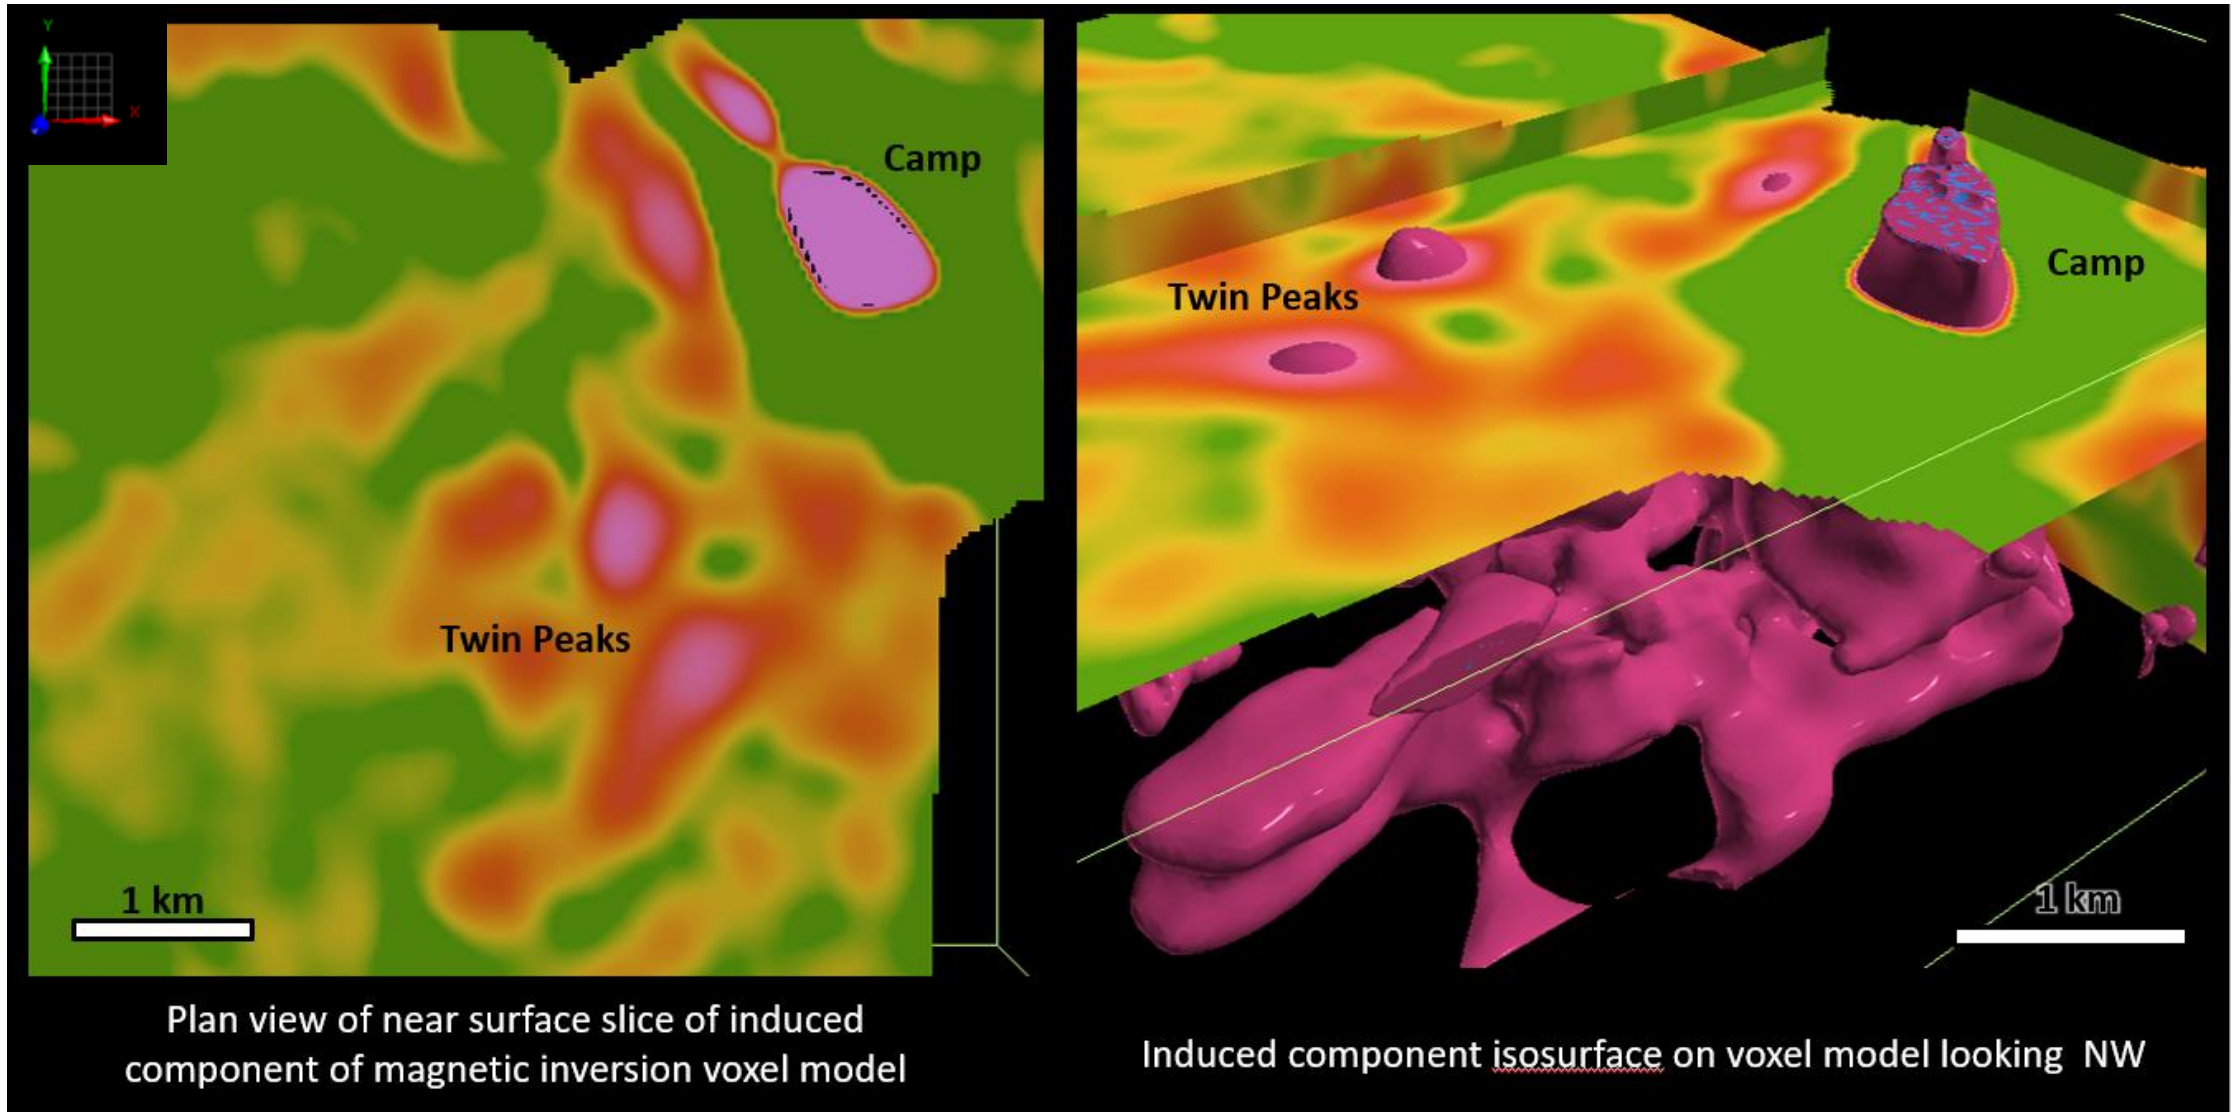 Y
X
Camp
Twin Peaks
1 km
Plan view of near surface slice of induced
component of magnetic inversion voxel model
Twin Peaks
Camp
1 km
Induced component isosurface on voxel model looking NW